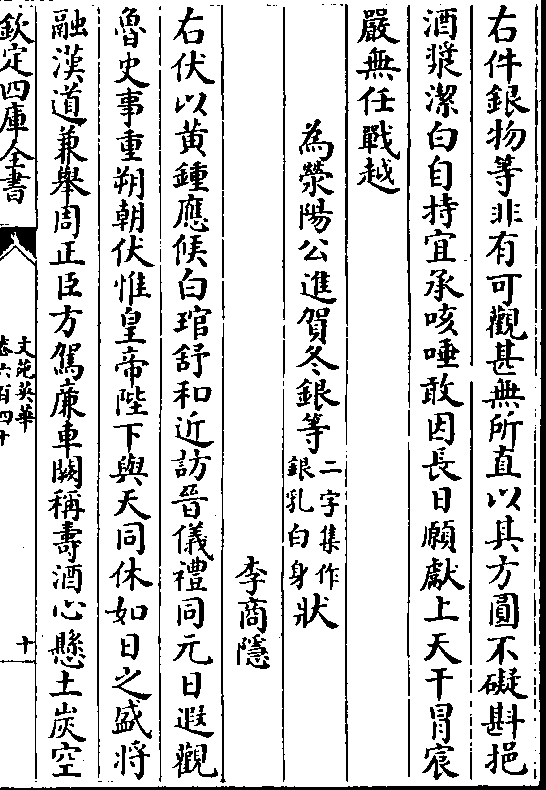 右件銀物等非有可觀甚無所直以其方圓不礙斟挹
酒漿潔白自持宜承咳唾敢因長日願獻上天干冒宸
嚴無任戰越
為滎陽公進賀冬銀等二字集作銀乳白身狀
李商隱
右伏以黄鍾應候白琯舒和近訪晉儀禮同元日遐觀
魯史事重朔朝伏惟皇帝陛下與天同休如日之盛將
融漢道兼舉周正臣方駕亷車闕稱壽酒心懸土炭空
欽定四庫全書
文苑英華
卷六百四十
十